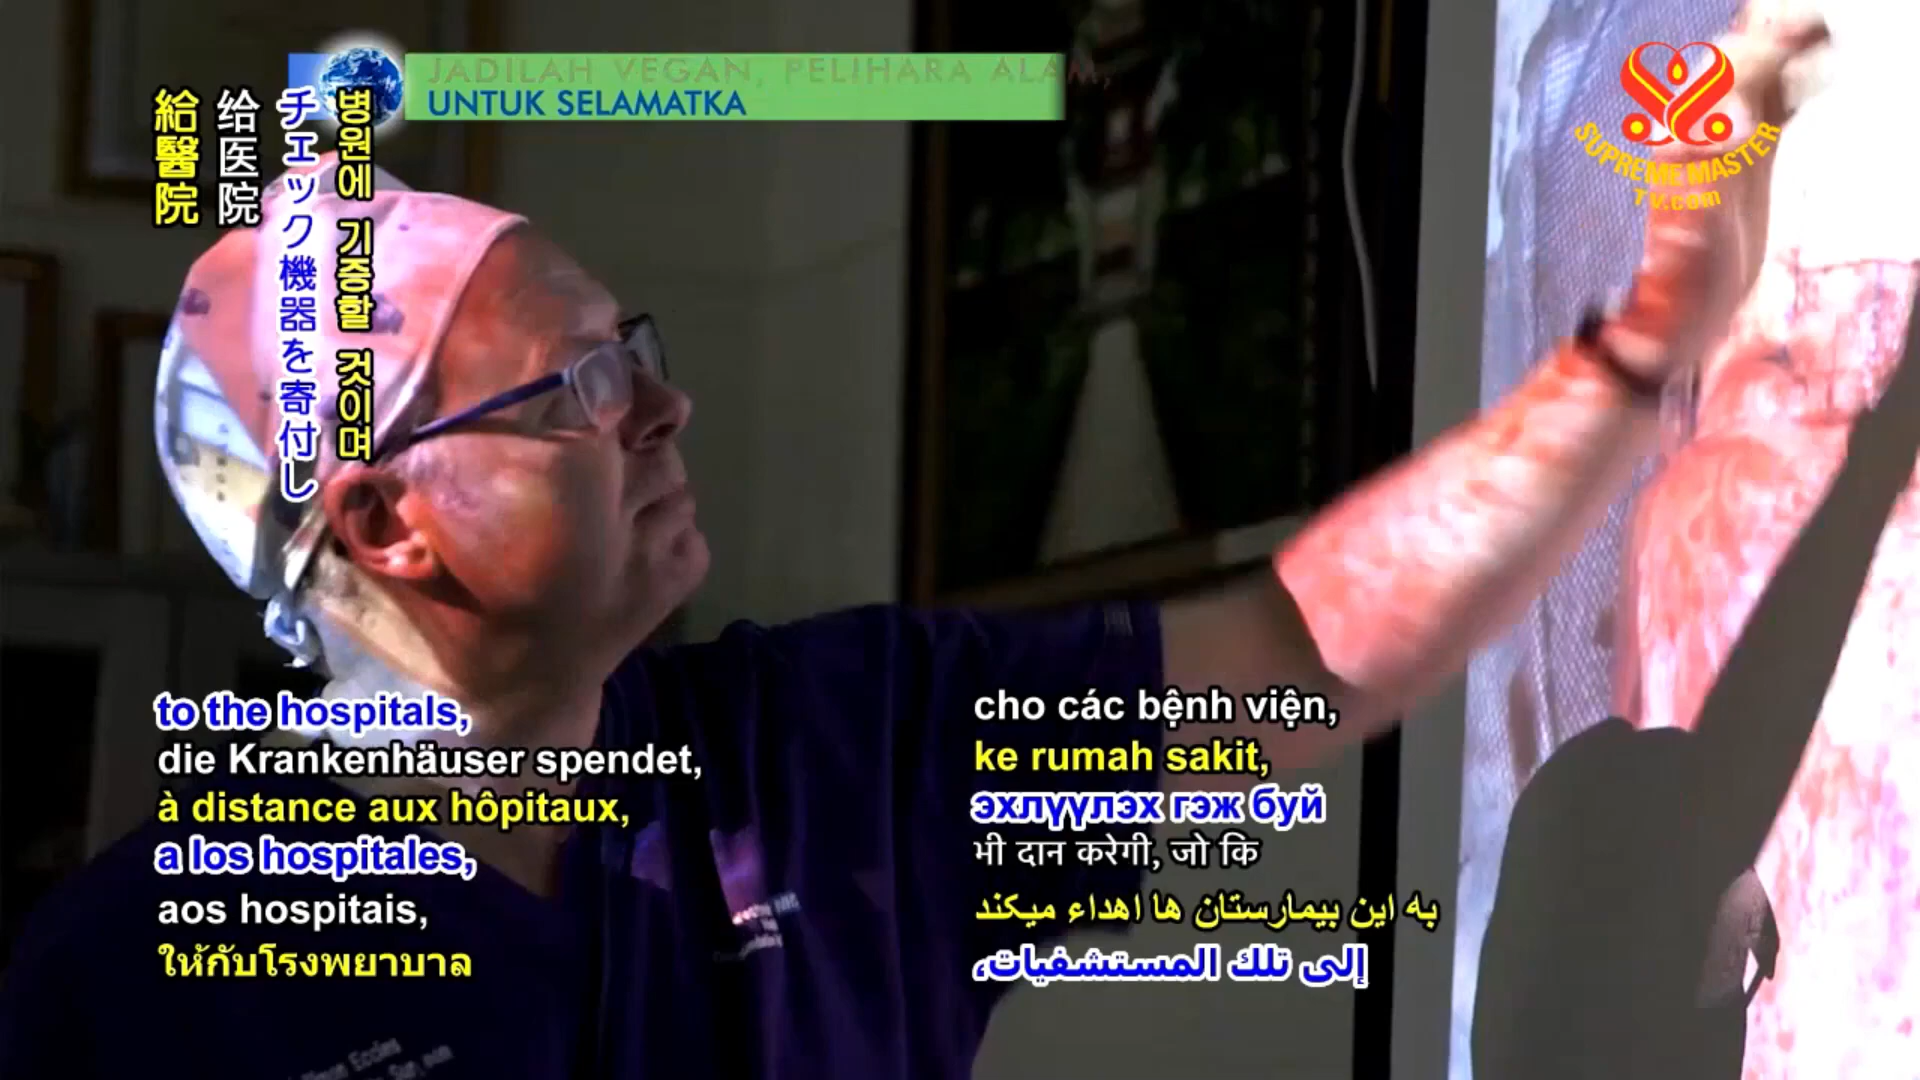 JADILAH VEGAN, PELIHARA ALAM,
UNTUK SELAMATKA
SUPREME MASTER
TV.com
給醫院
给医院
チェック機器を寄付し
병원에 기증할 것이며
to the hospitals,
die Krankenhäuser spendet,
à distance aux hôpitaux,
a los hospitales,
aos hospitais,
ให้กับโรงพยาบาล
cho các bệnh viện,
ke rumah sakit,
эхлүүлэх гэж буй
भी दान करेगी, जो कि
به این بیمارستان ها اهداء میکند
إلى تلك المستشفيات،
Eccles